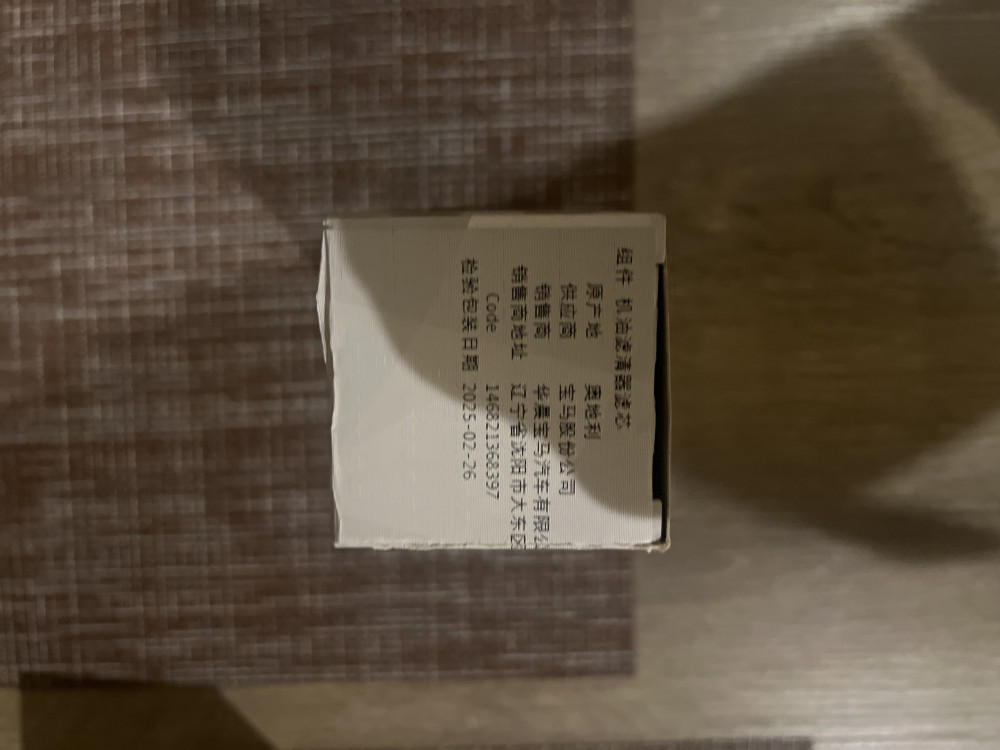 组件 机油滤清器滤芯
原产地 奥地利
供应商 宝马股份公司
销售商 华晨宝马汽车有限公
销售商地址 辽宁省沈阳市大东区
Code 146821368397
检验包装日期 2025-02-26